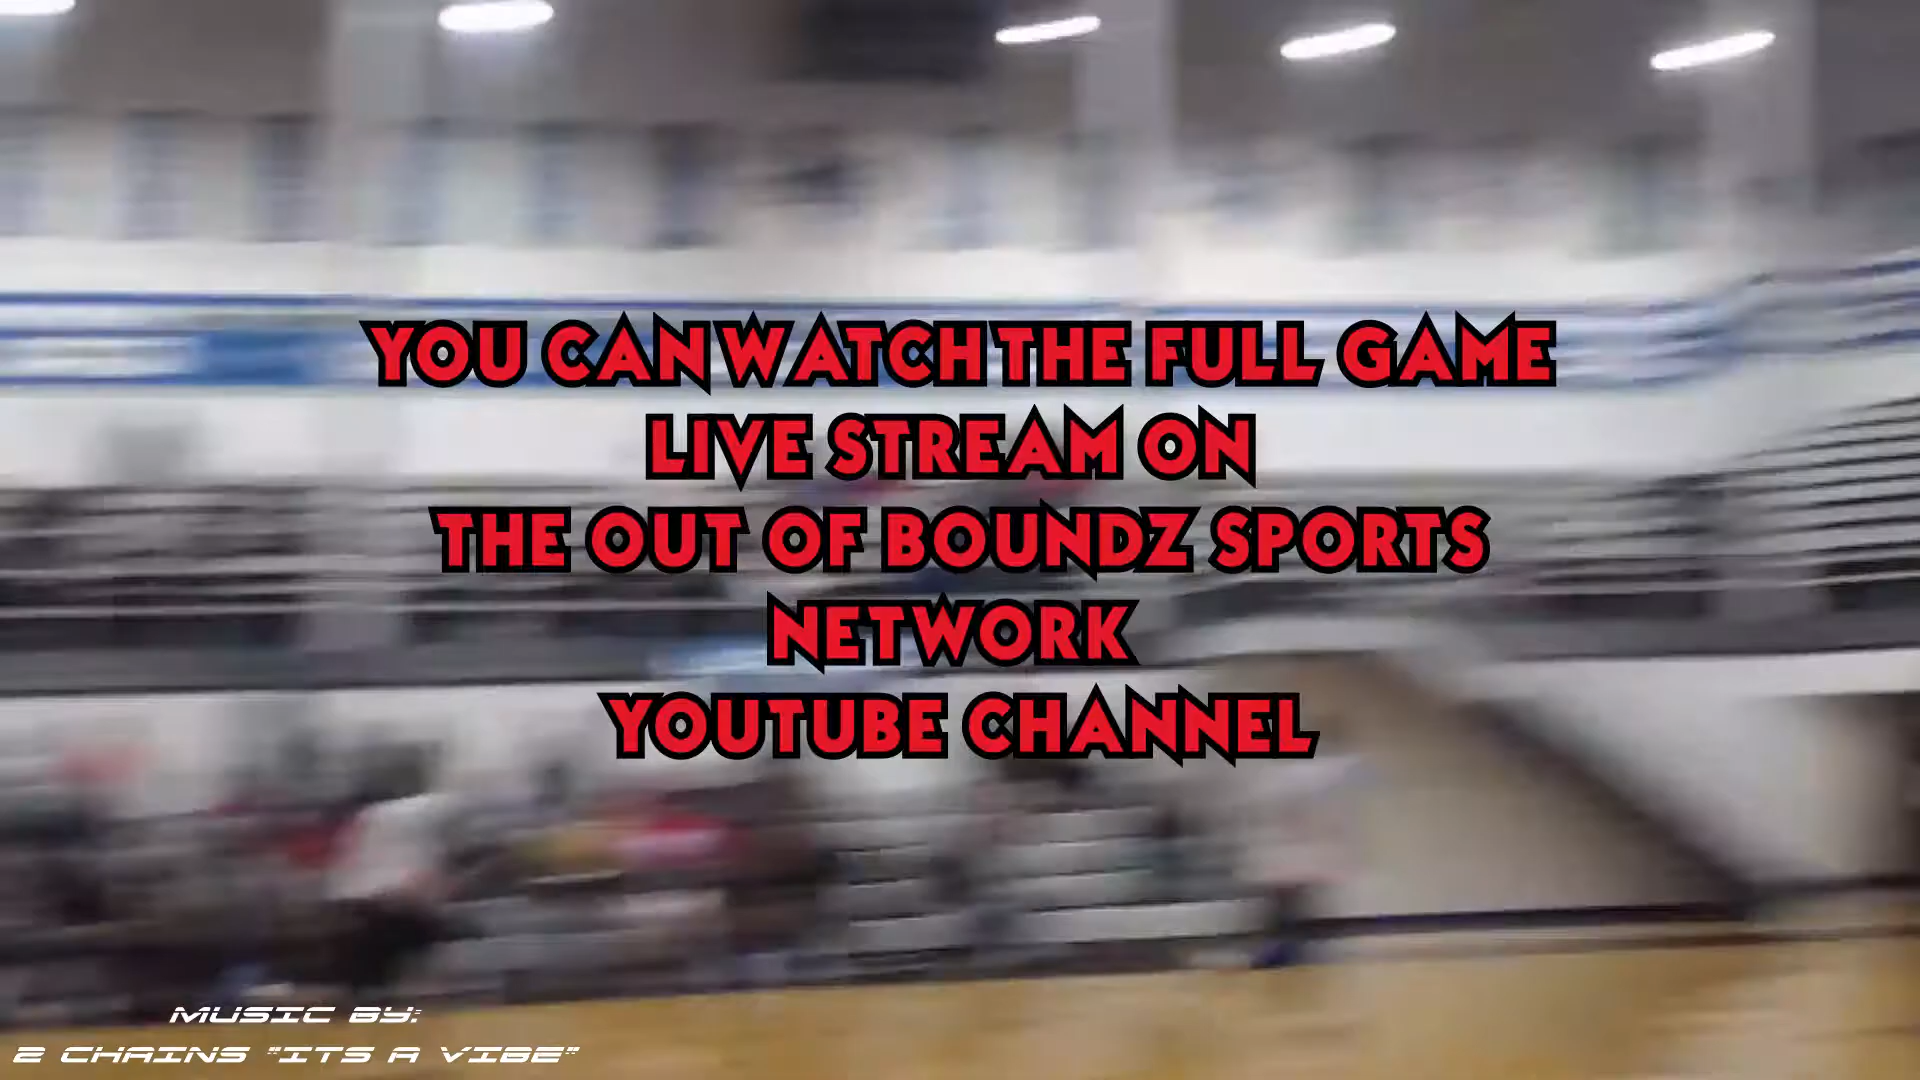 YOU CAN WATCH THE FULL GAME
LIVE STREAM ON
THE OUT OF BOUNDZ SPORTS
NETWORK
YOUTUBE CHANNEL
MUSIC BY:
2 CHAINS "ITS A VIBE"